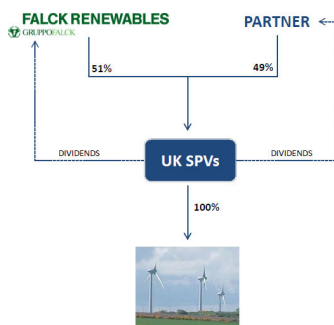 FALCK RENEWABLES
GRUPPOFALCK
PARTNER
51%
49%
DIVIDENDS
UK SPVs
DIVIDENDS
100%